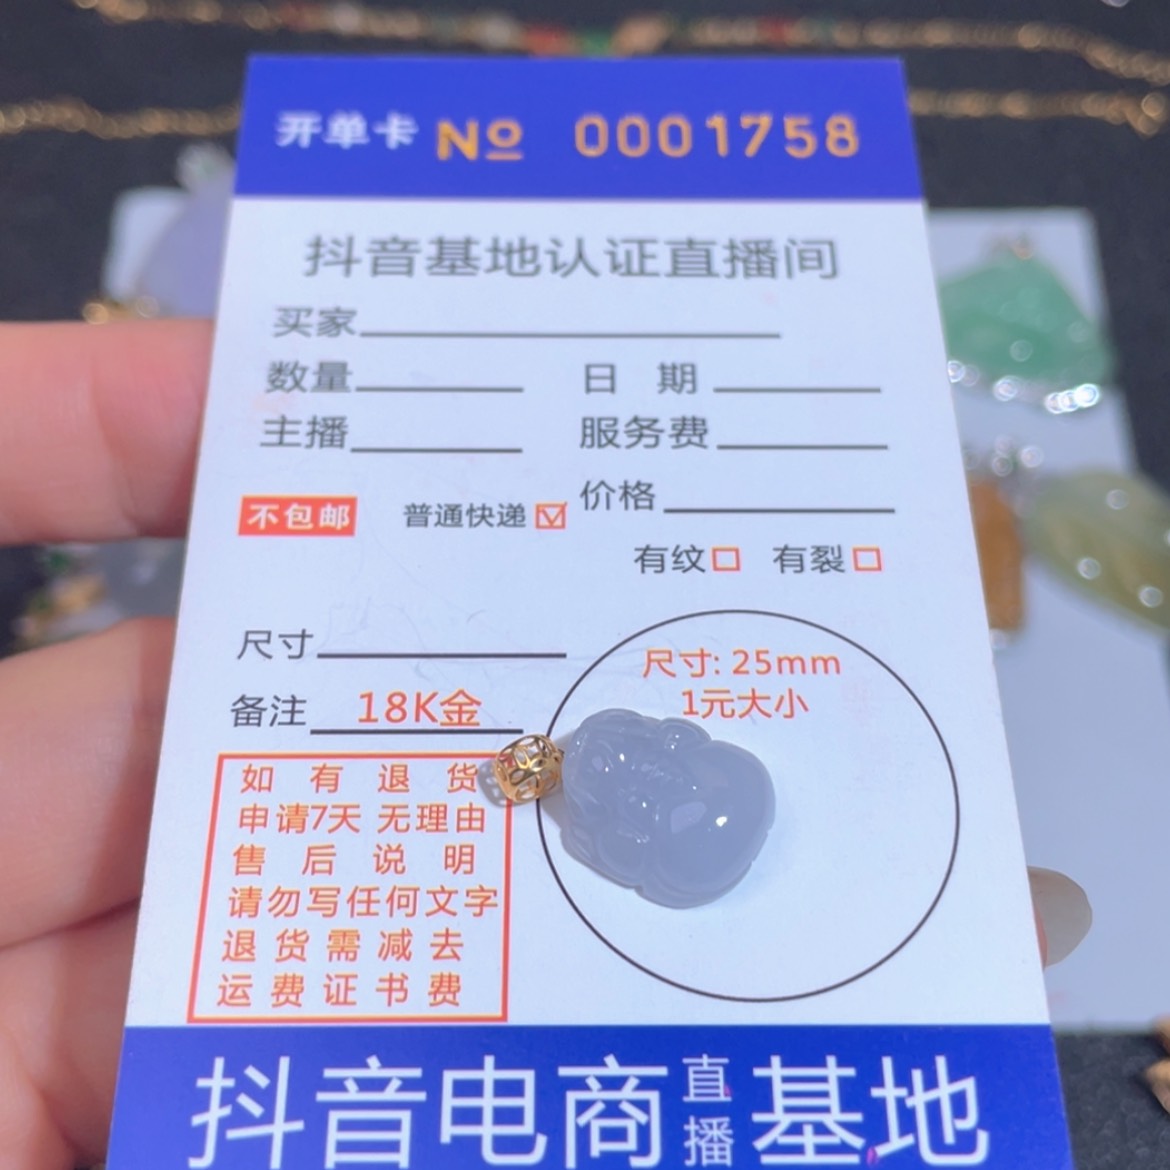 开单卡 No 0001758
抖音基地认证直播间
买家
数量 日 期
主播 服务费
不包邮 普通快递 价格
有纹 有裂
尺寸
备注 18K金
尺寸: 25mm
1元大小
如有退货
申请7天 无理由
售后说明
请勿写任何文字
退货需减去
运费证书费
抖音电商直播基地